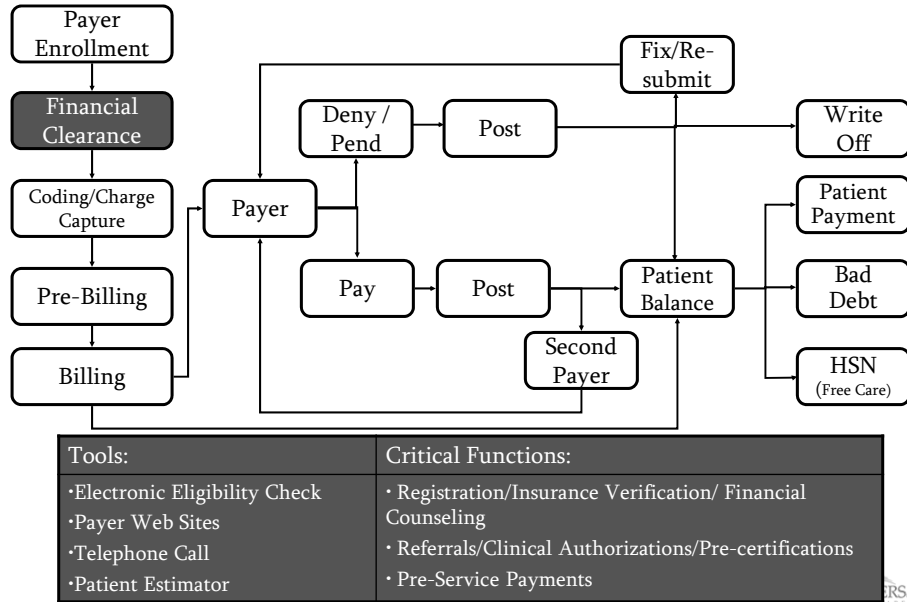 Payer
Enrollment
Financial
Clearance
Coding/Charge
Capture
Pre-Billing
Billing
Payer
Deny /
Pend
Post
Fix/Re-
submit
Write
Off
Pay
Post
Second
Payer
Patient
Balance
Patient
Payment
Bad
Debt
HSN
(Free Care)
Tools:
•Electronic Eligibility Check
•Payer Web Sites
•Telephone Call
•Patient Estimator
Critical Functions:
• Registration/Insurance Verification/ Financial
Counseling
• Referrals/Clinical Authorizations/Pre-certifications
• Pre-Service Payments